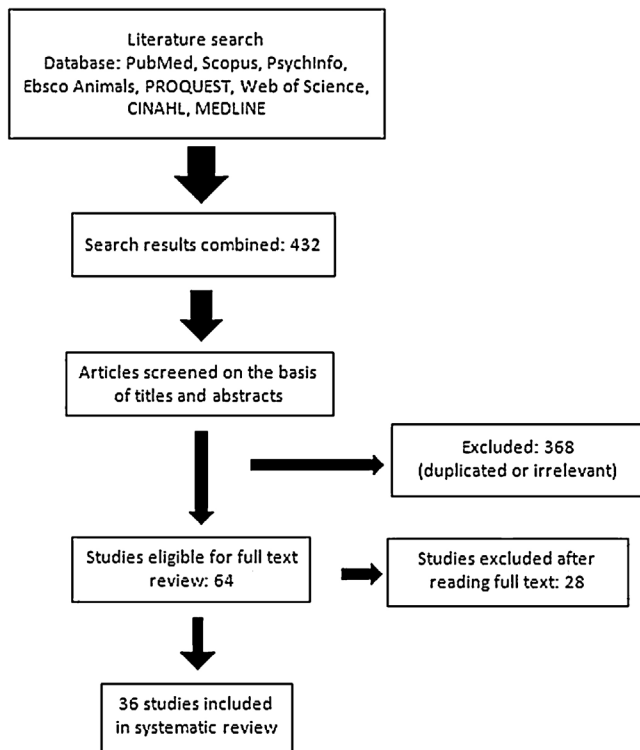 Literature search
Database: PubMed, Scopus, PsychInfo,
Ebsco Animals, PROQUEST, Web of Science,
CINAHL, MEDLINE
Search results combined: 432
Articles screened on the basis
of titles and abstracts
Excluded: 368
(duplicated or irrelevant)
Studies eligible for full text
review: 64
Studies excluded after
reading full text: 28
36 studies included
in systematic review